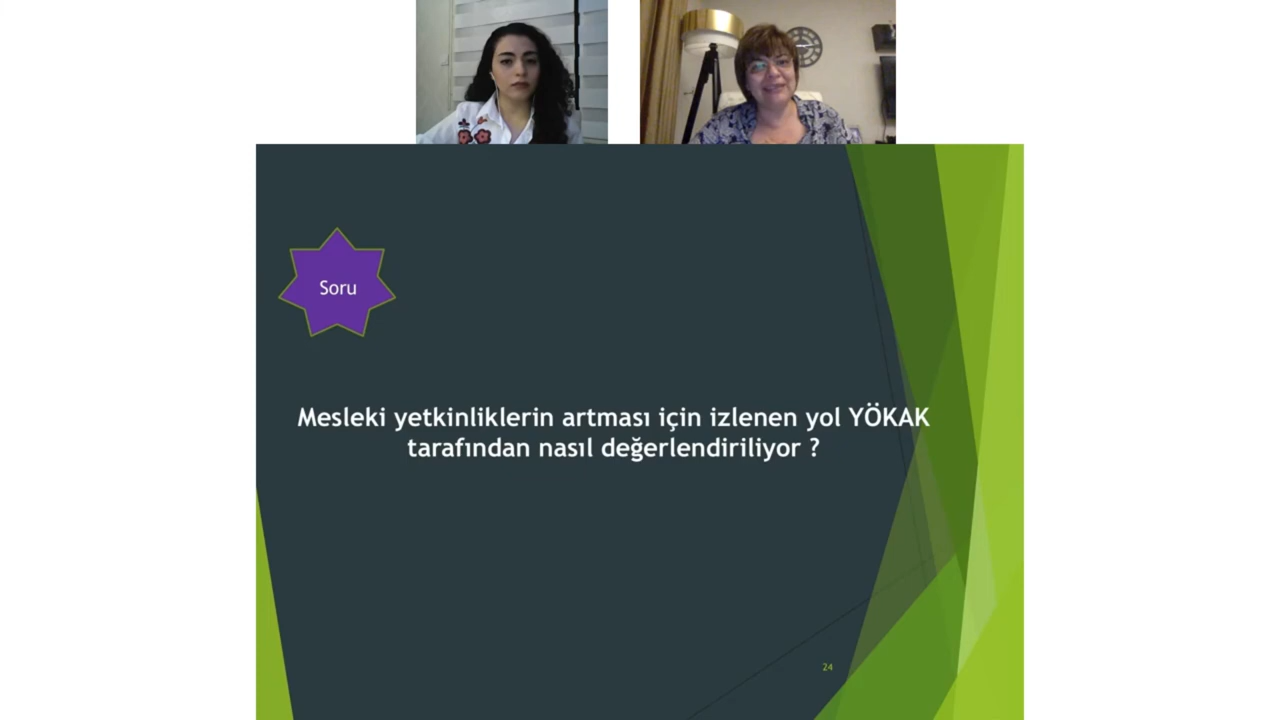 Soru
Mesleki yetkinliklerin artması için izlenen yol YÖKAK
tarafından nasıl değerlendiriliyor ?
24